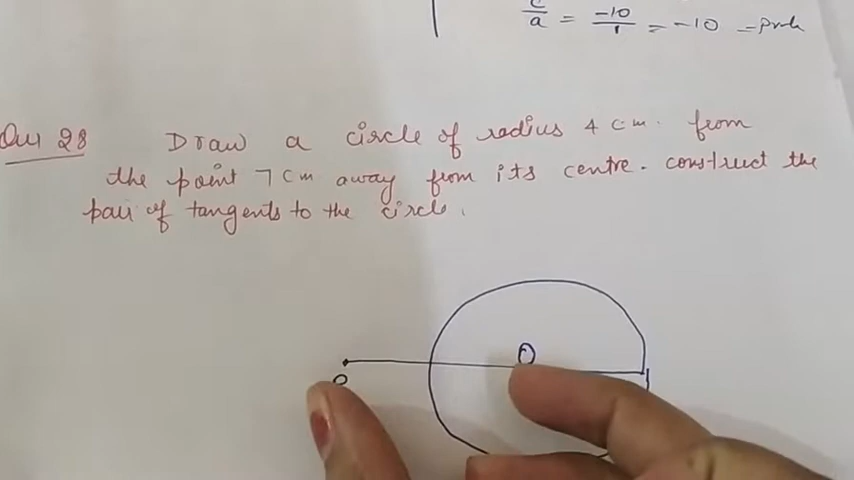 c/a = -10/1 = -10
Que 28 Draw a circle of radius 4 cm. from
the point 7 cm away from its centre. construct the
pair of tangents to the circle.
O